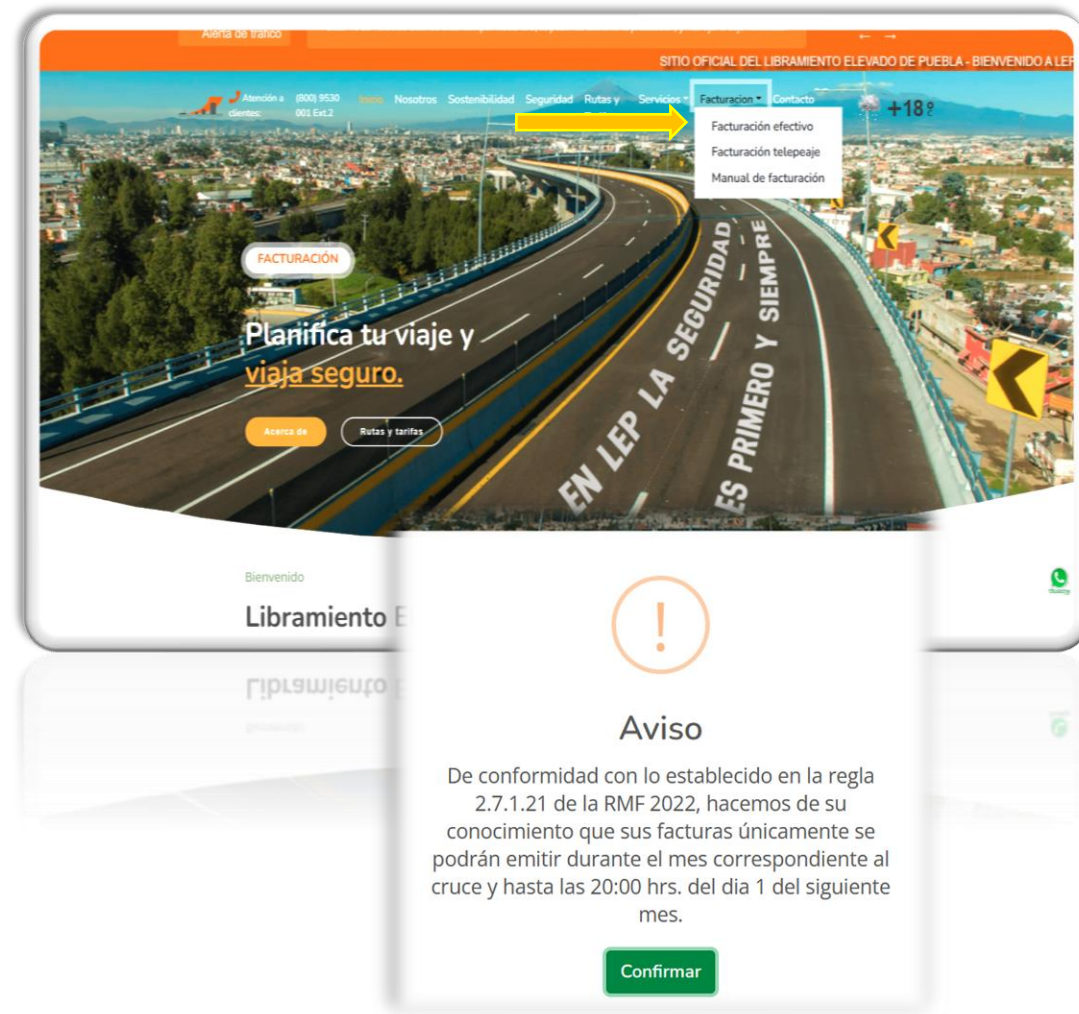 Alerta de tráfico
SITIO OFICIAL DEL LIBRAMIENTO ELEVADO DE PUEBLA - BIENVENIDO A LEP
Atención a clientes:
(800) 9530 001 Ext.2
Inicio
Nosotros
Sostenibilidad
Seguridad
Rutas y
Servicios
Facturacion
Contacto
+18º
Facturación efectivo
Facturación telepeaje
Manual de facturación
FACTURACIÓN
Planifica tu viaje y
viaja seguro.
Acerca de
Rutas y tarifas
EN LEP LA SEGURIDAD
ES PRIMERO Y SIEMPRE
Bienvenido
Libramiento E
Aviso
De conformidad con lo establecido en la regla
2.7.1.21 de la RMF 2022, hacemos de su
conocimiento que sus facturas únicamente se
podrán emitir durante el mes correspondiente al
cruce y hasta las 20:00 hrs. del dia 1 del siguiente
mes.
Confirmar